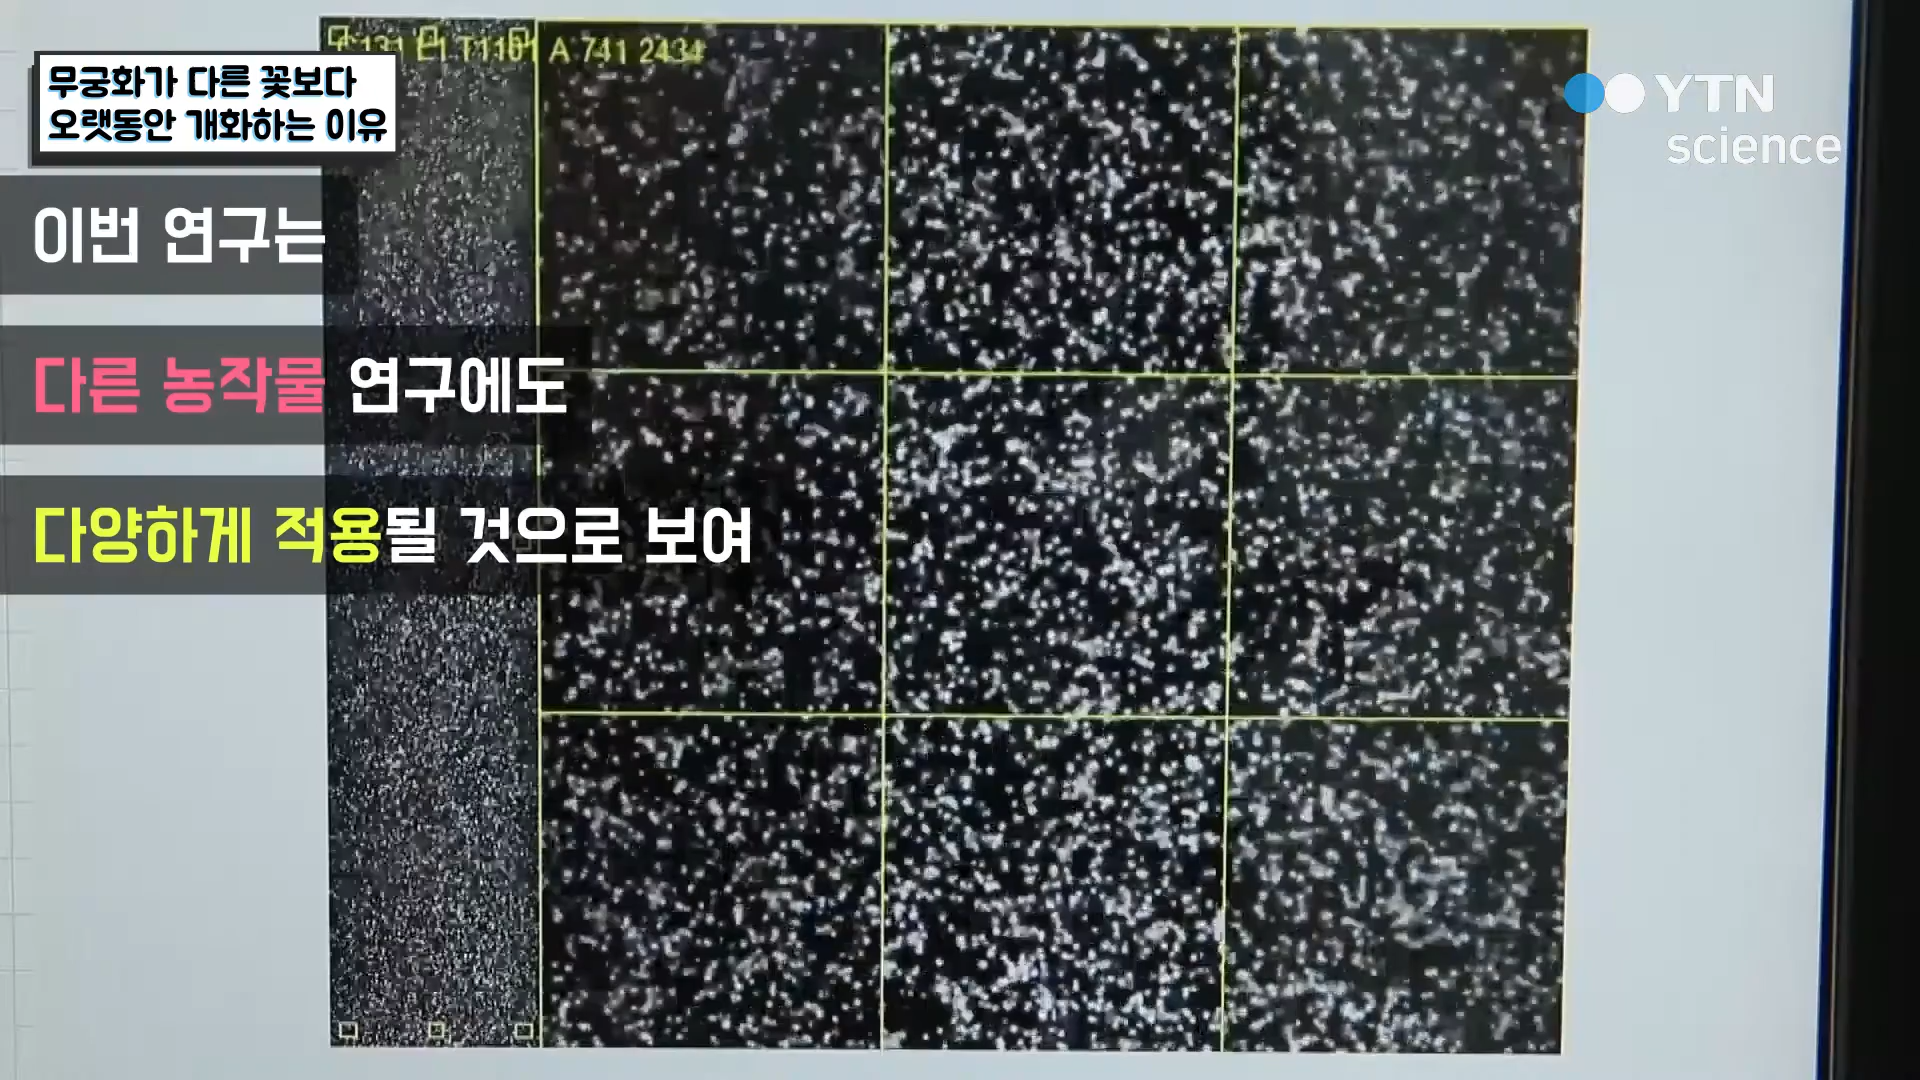 무궁화가 다른 꽃보다
오랫동안 개화하는 이유
이번 연구는
다른 농작물 연구에도
다양하게 적용될 것으로 보여
A:741 2434
YTN
science